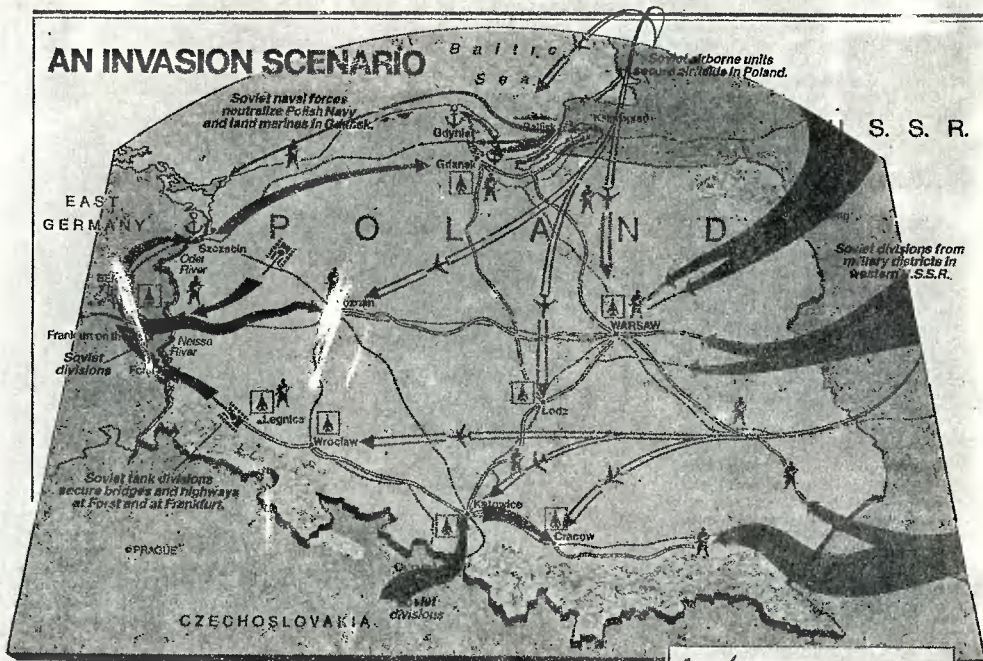 AN INVASION SCENARIO
Baltic
Sea
Soviet airborne units
secure airfields in Poland.
Soviet naval forces
neutralize Polish Navy
and land marines in Gdansk.
U. S. S. R.
Gdynia
Gdansk
EAST
GERMANY
POLAND
Szczecin
Oder
River
Soviet divisions from
military districts in
western U.S.S.R.
WARSAW
Neisse
River
Soviet
divisions
Lodz
Legnica
Wroclaw
Soviet tank divisions
secure bridges and highways
at Forst and at Frankfurt.
Katowice
Cracow
PRAGUE
divisions
CZECHOSLOVAKIA